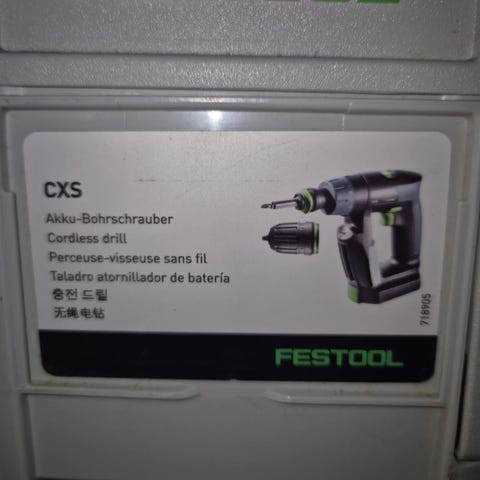 CXS
Akku-Bohrschrauber
Cordless drill
Perceuse-visseuse sans fil
Taladro atornillador de batería
충전 드릴
无绳电钻
718905
FESTOOL